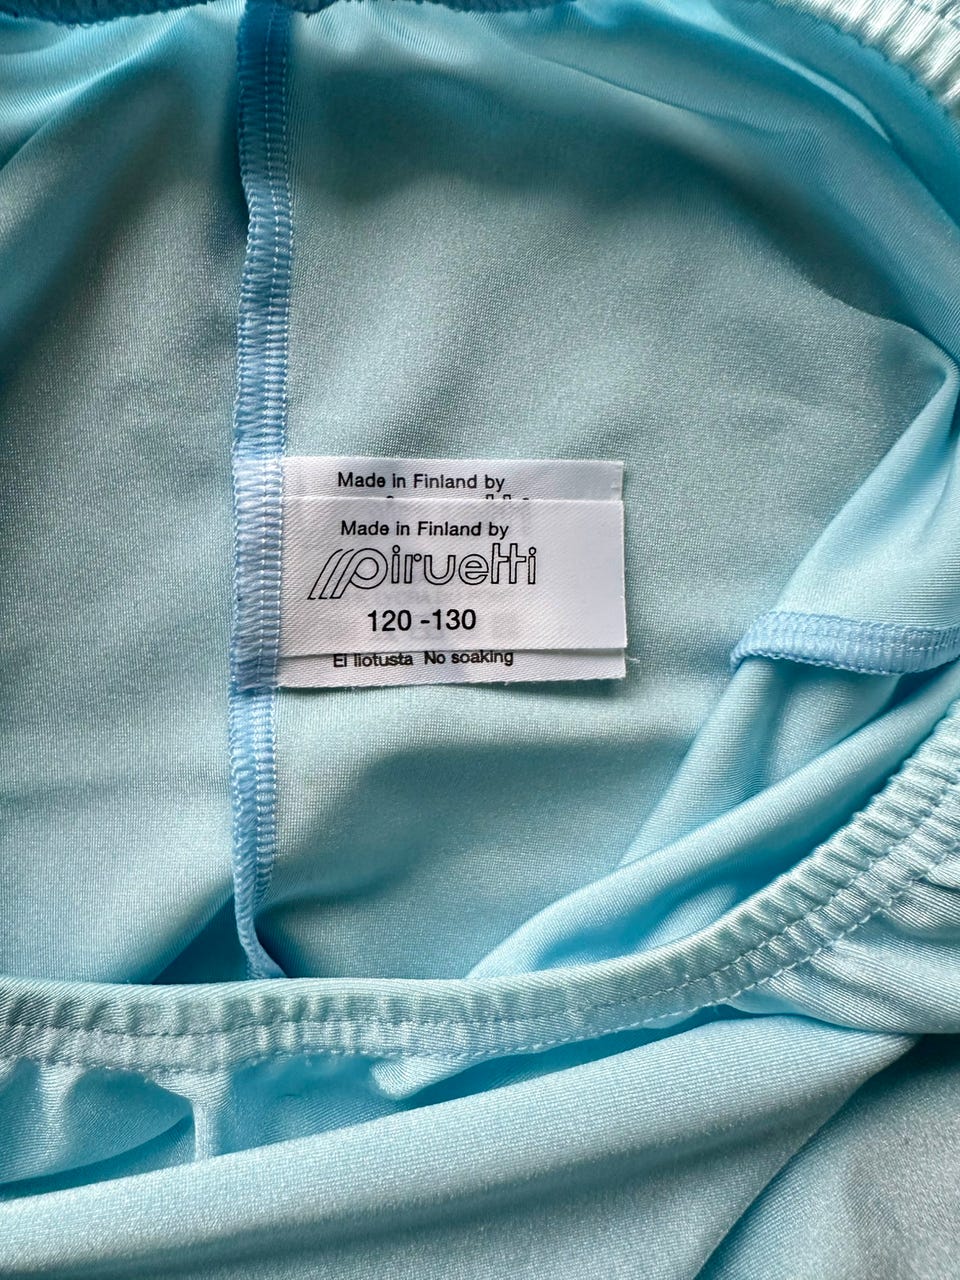 Made in Finland by
Made in Finland by
piruetti
120 -130
Ei liotusta No soaking